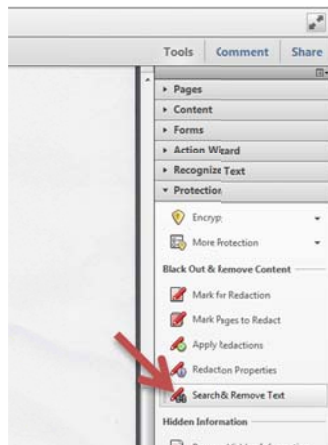 Tools Comment Share
Pages
Content
Forms
Action Wizard
Recognize Text
Protection
Encrypt
More Protection
Black Out & Remove Content
Mark for Redaction
Mark Pages to Redact
Apply Redactions
Redaction Properties
Search & Remove Text
Hidden Information